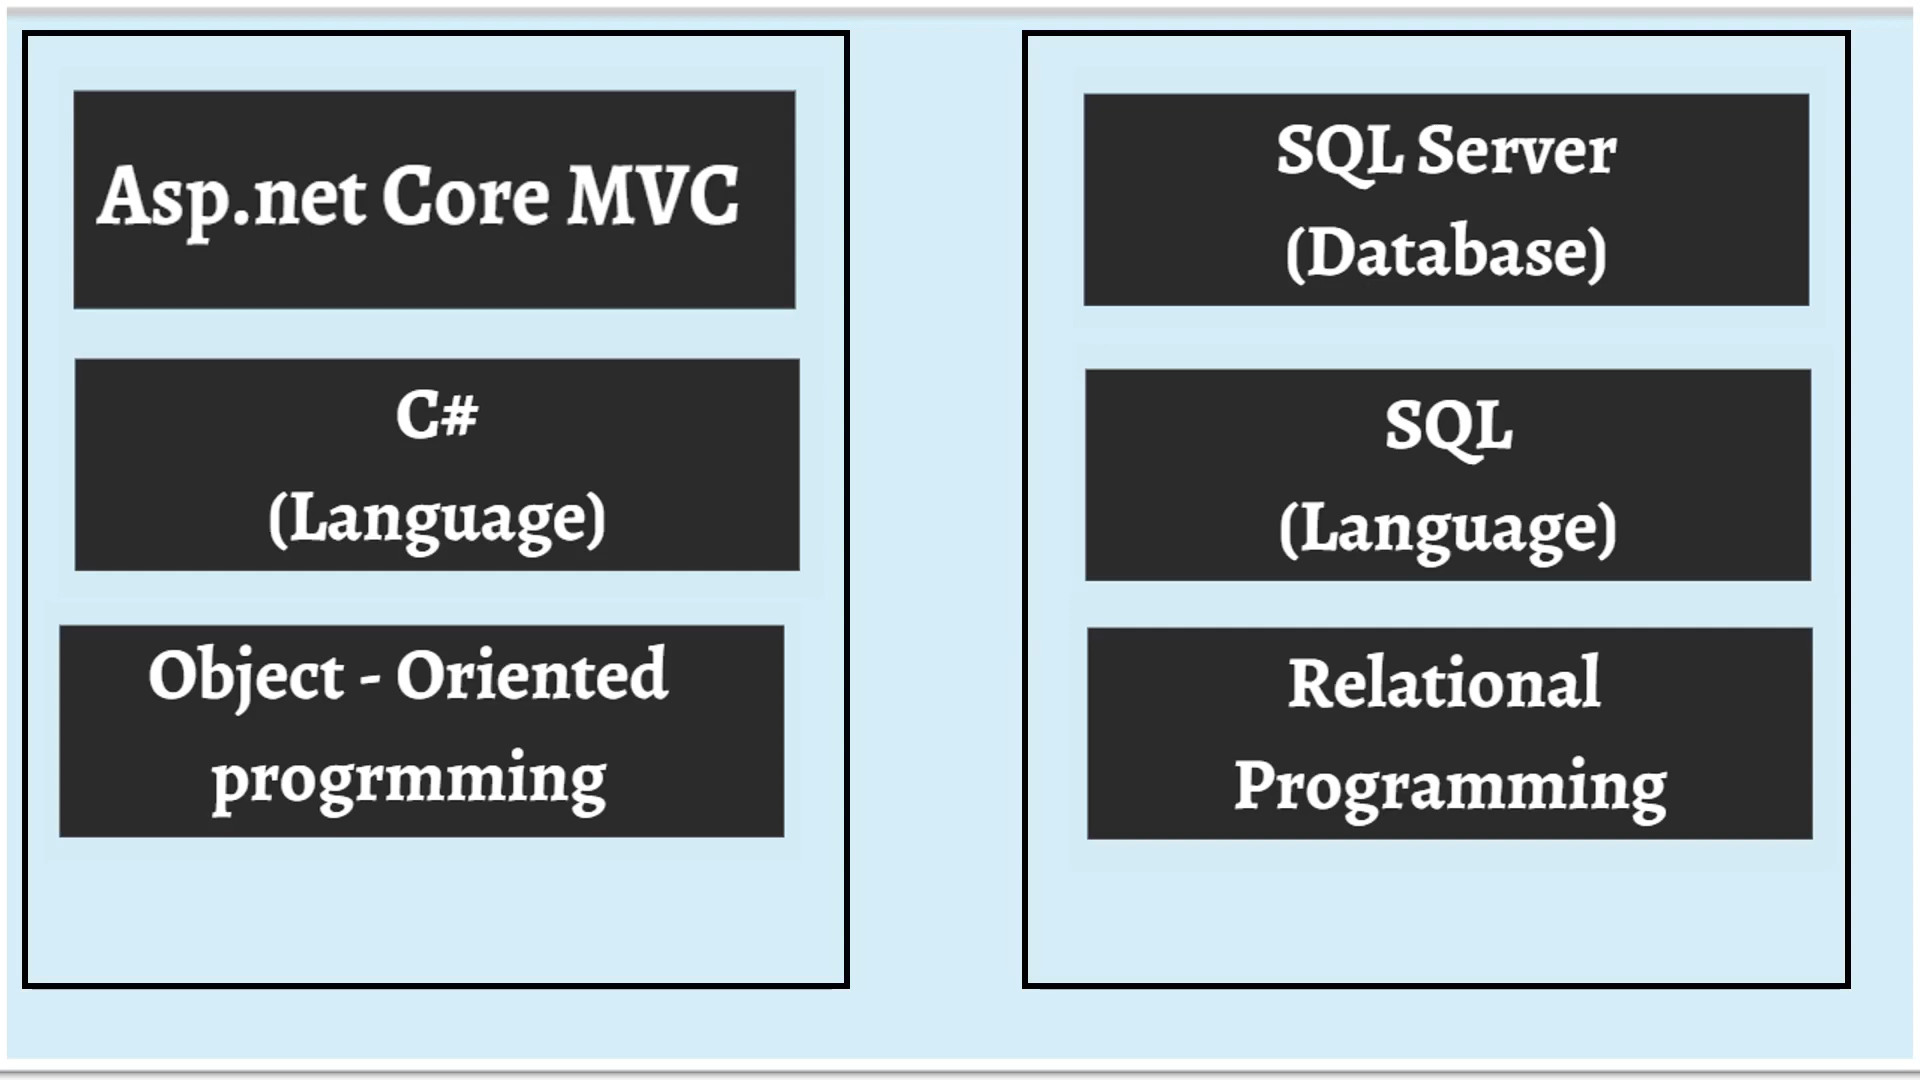 Asp.net Core MVC
C#
(Language)
Object - Oriented
progrmming
SQL Server
(Database)
SQL
(Language)
Relational
Programming